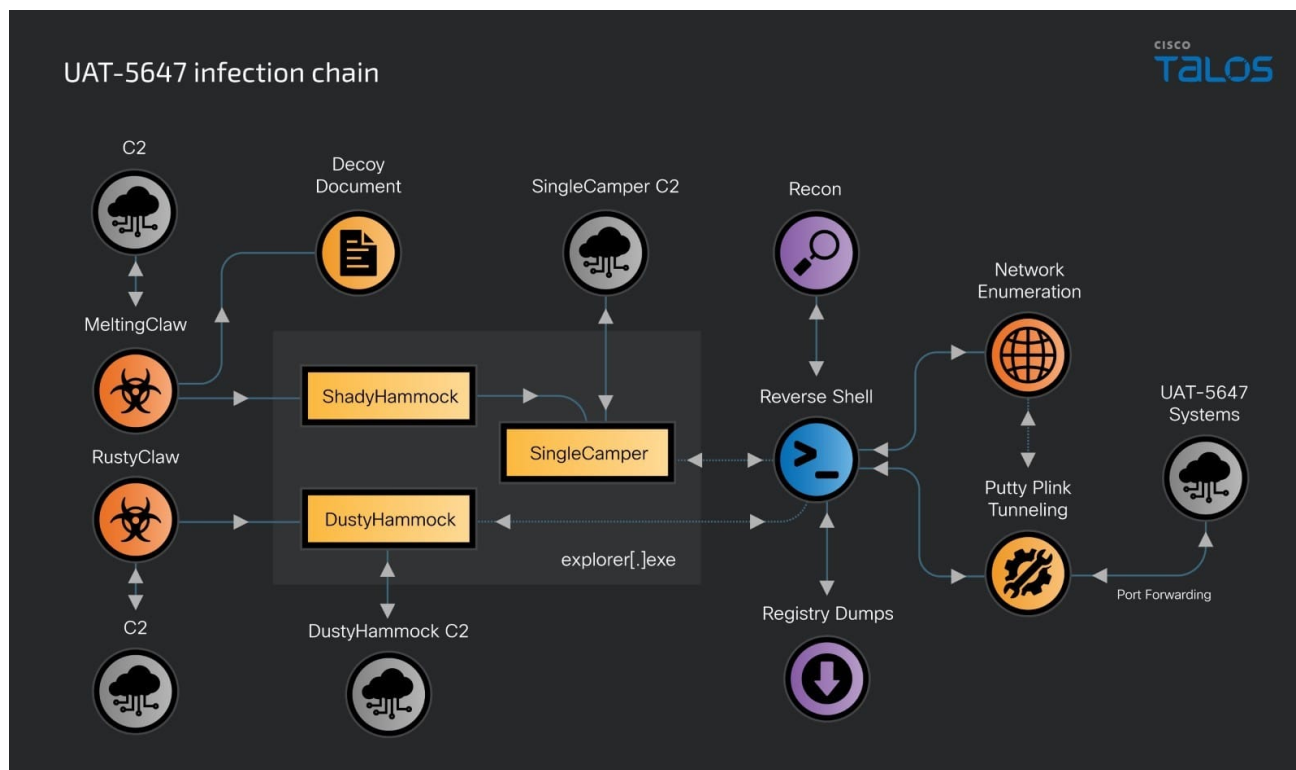 UAT-5647 infection chain
CISCO
TALOS
C2
Decoy
Document
SingleCamper C2
Recon
Network
Enumeration
MeltingClaw
ShadyHammock
Reverse Shell
UAT-5647
Systems
RustyClaw
SingleCamper
>_
Putty Plink
Tunneling
DustyHammock
explorer[.]exe
Port Forwarding
C2
DustyHammock C2
Registry Dumps